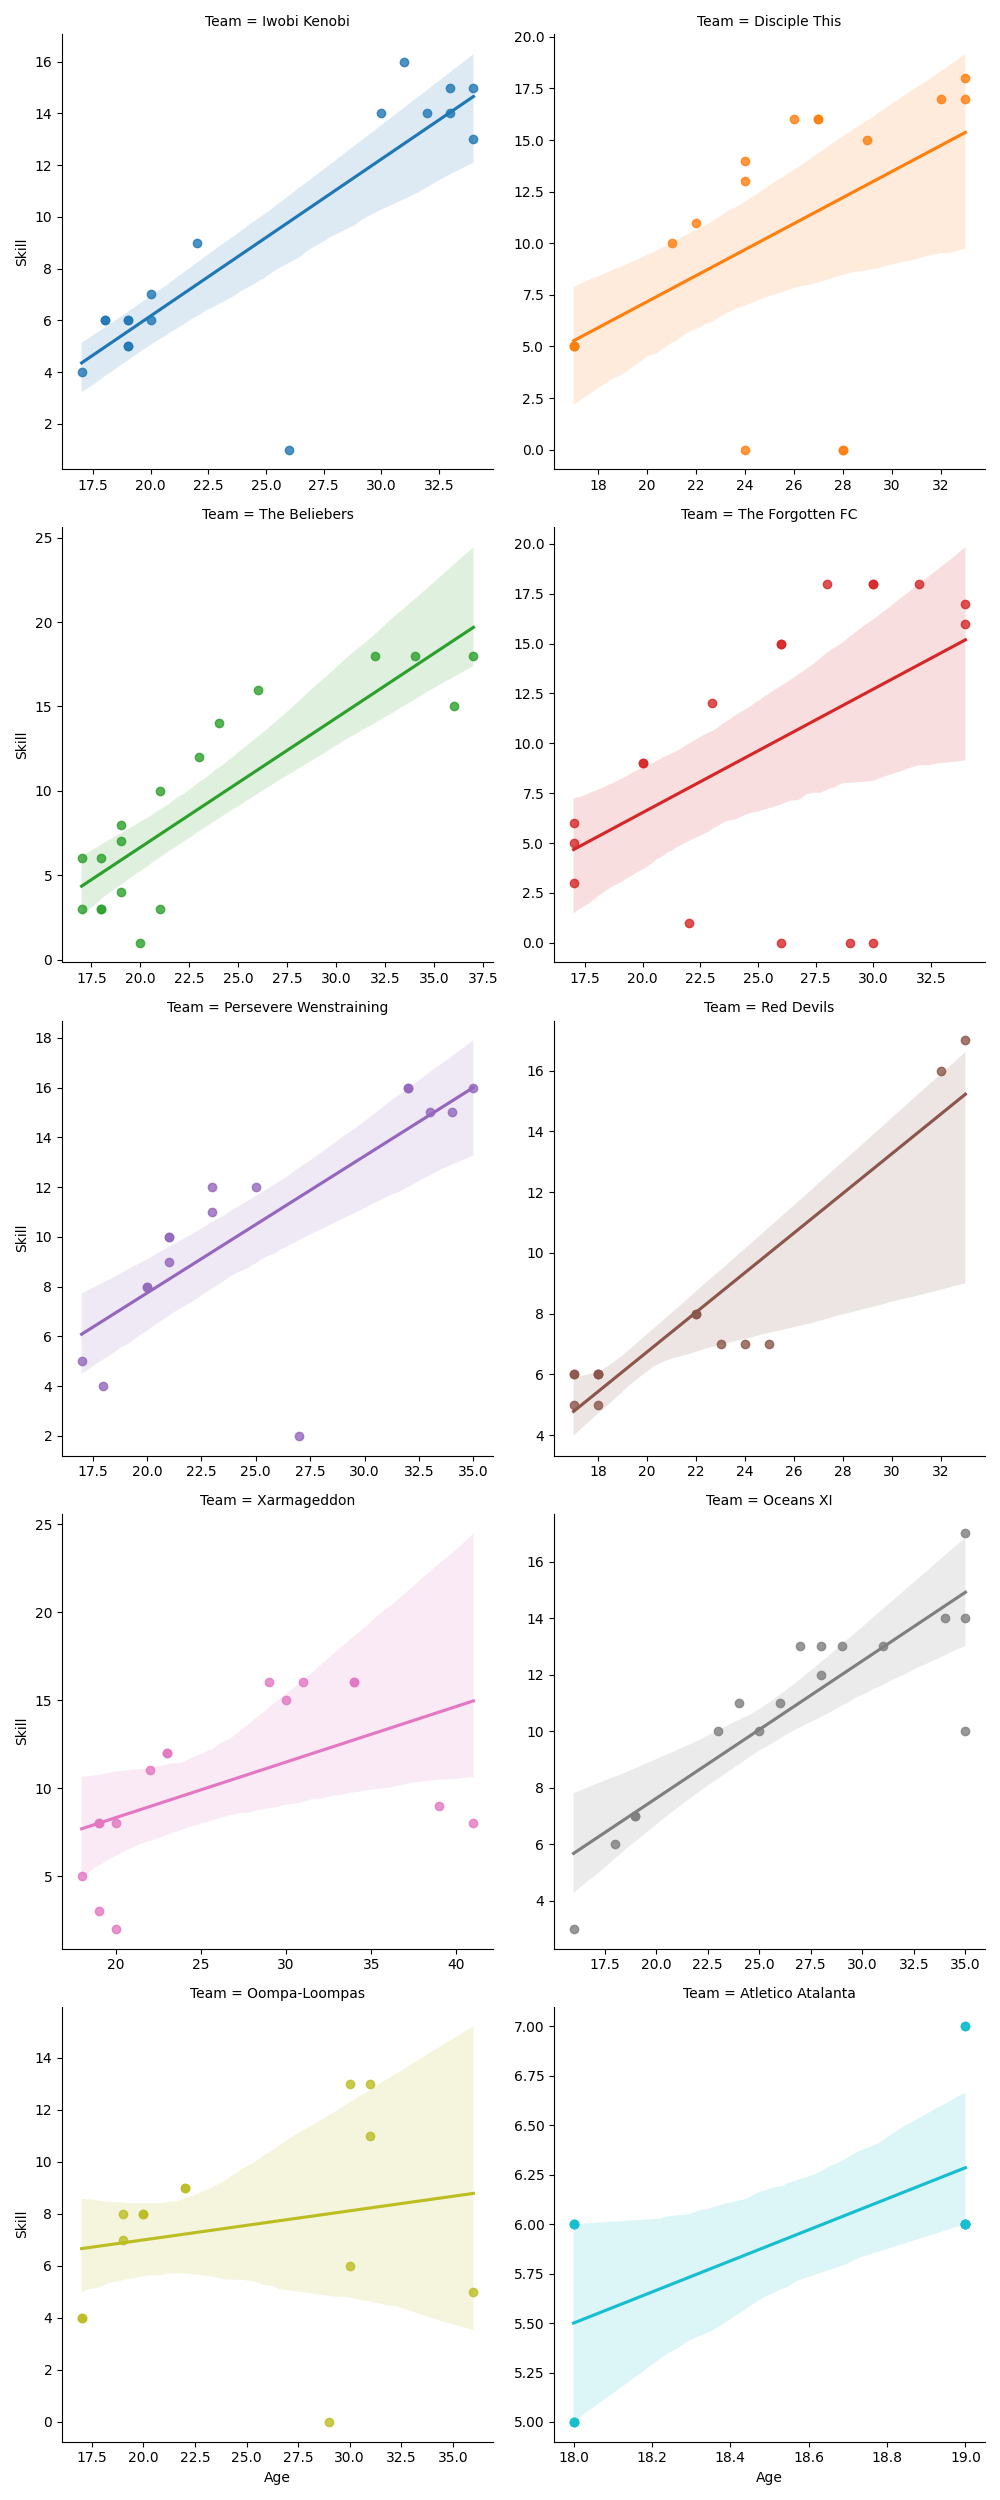 Team = Iwobi Kenobi
Skill
16
14
12
10
8
6
4
2
17.5 20.0 22.5 25.0 27.5 30.0 32.5
Team = Disciple This
20.0
17.5
15.0
12.5
10.0
7.5
5.0
2.5
0.0
18 20 22 24 26 28 30 32
Team = The Beliebers
Skill
25
20
15
10
5
0
17.5 20.0 22.5 25.0 27.5 30.0 32.5 35.0 37.5
Team = The Forgotten FC
20.0
17.5
15.0
12.5
10.0
7.5
5.0
2.5
0.0
17.5 20.0 22.5 25.0 27.5 30.0 32.5
Team = Persevere Wenstraining
Skill
18
16
14
12
10
8
6
4
2
17.5 20.0 22.5 25.0 27.5 30.0 32.5 35.0
Team = Red Devils
16
14
12
10
8
6
4
18 20 22 24 26 28 30 32
Team = Xarmageddon
Skill
25
20
15
10
5
20 25 30 35 40
Team = Oceans XI
16
14
12
10
8
6
4
17.5 20.0 22.5 25.0 27.5 30.0 32.5 35.0
Team = Oompa-Loompas
Skill
14
12
10
8
6
4
2
0
17.5 20.0 22.5 25.0 27.5 30.0 32.5 35.0
Age
Team = Atletico Atalanta
7.00
6.75
6.50
6.25
6.00
5.75
5.50
5.25
5.00
18.0 18.2 18.4 18.6 18.8 19.0
Age